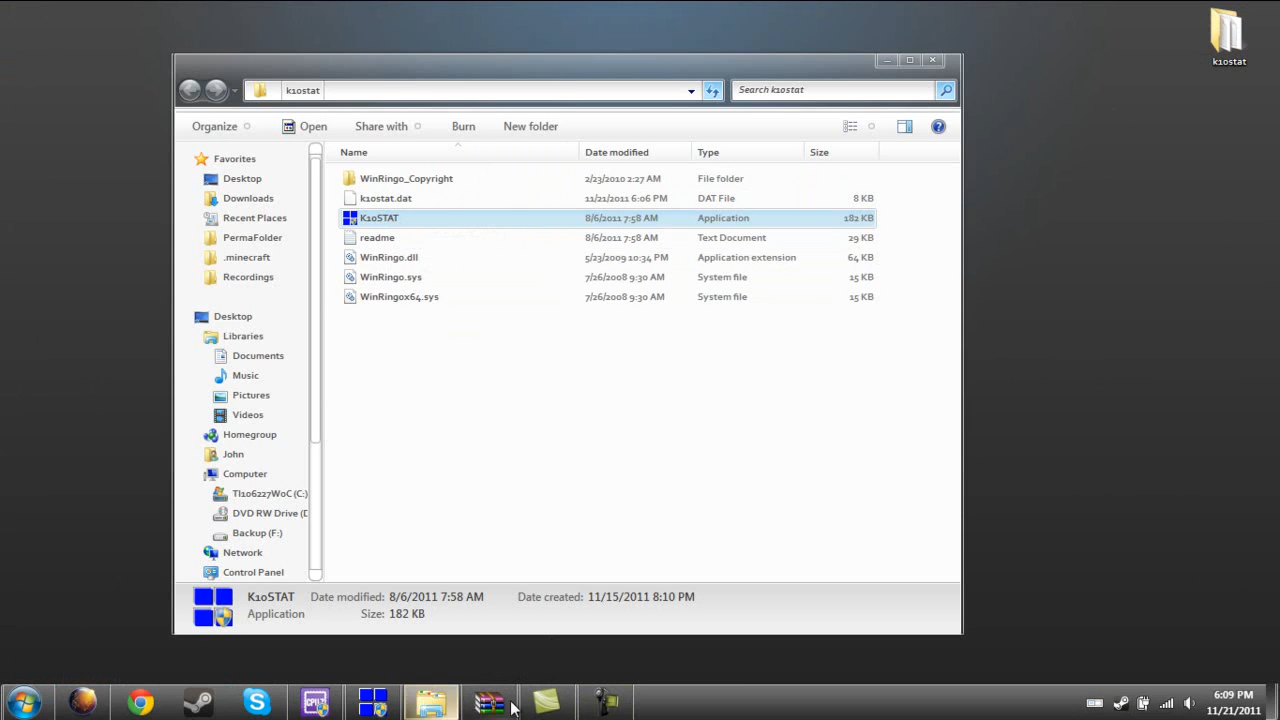 k10stat
k10stat
Search k10stat
Organize
Open
Share with
Burn
New folder
Name
Date modified
Type
Size
WinRing0_Copyright
2/23/2010 2:27 AM
File folder
k10stat.dat
11/21/2011 6:06 PM
DAT File
8 KB
K10STAT
8/6/2011 7:58 AM
Application
182 KB
readme
8/6/2011 7:58 AM
Text Document
29 KB
WinRing0.dll
5/23/2009 10:34 PM
Application extension
64 KB
WinRing0.sys
7/26/2008 9:30 AM
System file
15 KB
WinRing0x64.sys
7/26/2008 9:30 AM
System file
15 KB
Favorites
Desktop
Downloads
Recent Places
PermaFolder
.minecraft
Recordings
Desktop
Libraries
Documents
Music
Pictures
Videos
Homegroup
John
Computer
TI106227W0C (C:)
DVD RW Drive (D
Backup (F:)
Network
Control Panel
K10STAT
Date modified: 8/6/2011 7:58 AM
Date created: 11/15/2011 8:10 PM
Application
Size: 182 KB
CPU-Z
6:09 PM
11/21/2011